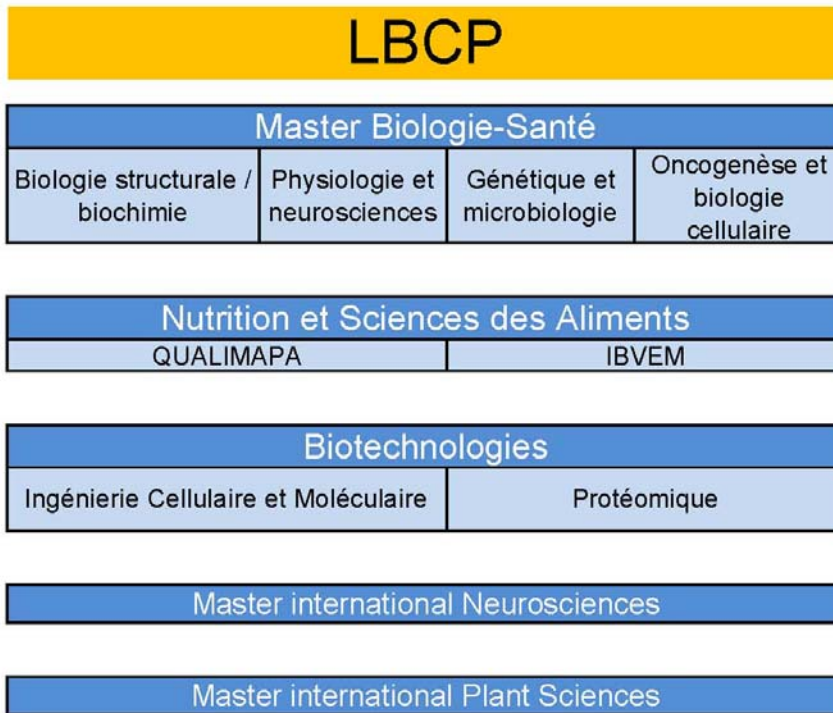 LBCP
Master Biologie-Santé
Biologie structurale /
biochimie
Physiologie et
neurosciences
Génétique et
microbiologie
Oncogenèse et
biologie
cellulaire
Nutrition et Sciences des Aliments
QUALIMAPA
IBVEM
Biotechnologies
Ingénierie Cellulaire et Moléculaire
Protéomique
Master international Neurosciences
Master international Plant Sciences